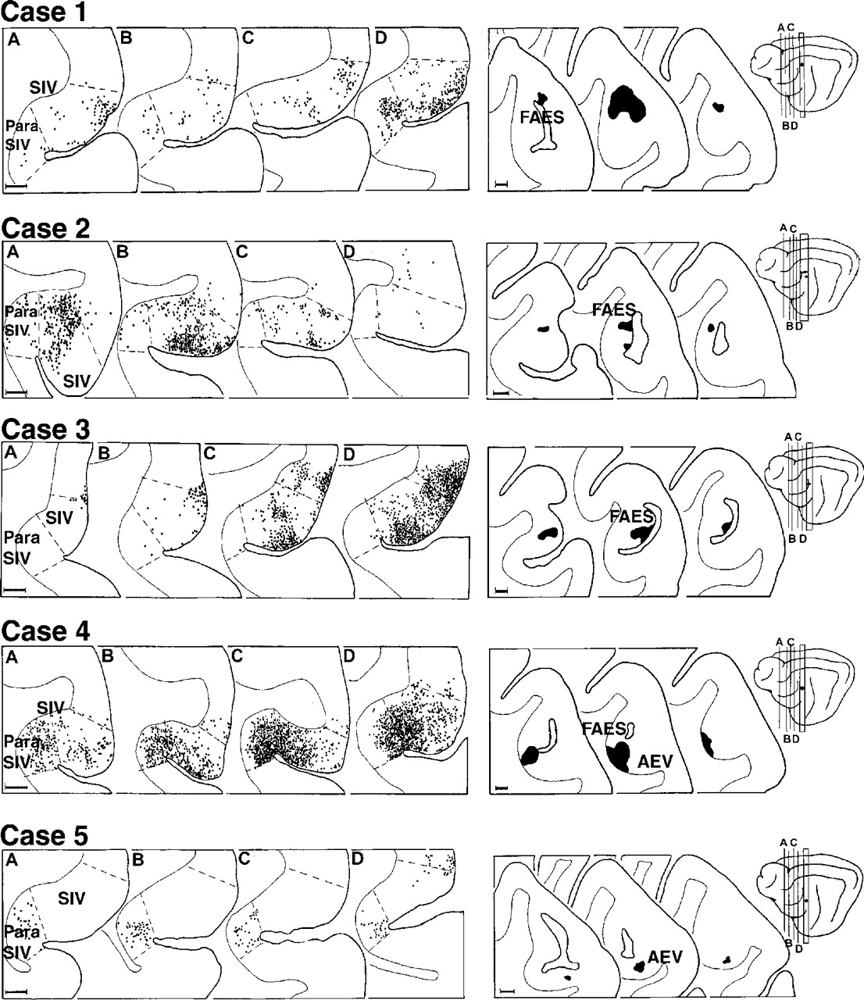 Case 1
A B C D
SIV
Para
SIV
FAES
A C
B D
Case 2
A B C D
Para
SIV
SIV
FAES
A C
B D
Case 3
A B C D
SIV
Para
SIV
FAES
A C
B D
Case 4
A B C D
SIV
Para
SIV
FAES
AEV
A C
B D
Case 5
A B C D
SIV
Para
SIV
AEV
A C
B D